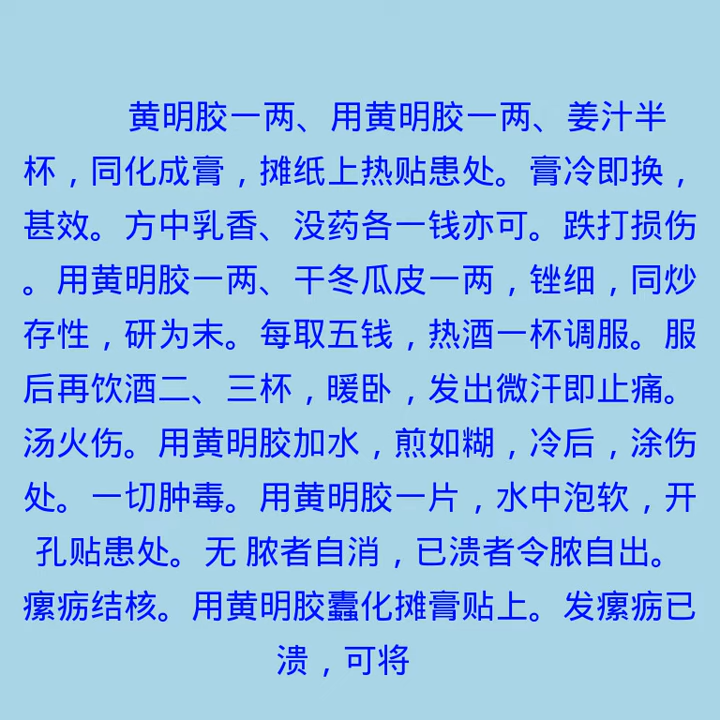 黄明胶一两、用黄明胶一两、姜汁半
杯，同化成膏，摊纸上热贴患处。膏冷即换，
甚效。方中乳香、没药各一钱亦可。跌打损伤
。用黄明胶一两、干冬瓜皮一两，锉细，同炒
存性，研为末。每取五钱，热酒一杯调服。服
后再饮酒二、三杯，暖卧，发出微汗即止痛。
汤火伤。用黄明胶加水，煎如糊，冷后，涂伤
处。一切肿毒。用黄明胶一片，水中泡软，开
孔贴患处。无 脓者自消，已溃者令脓自出。
瘰疬结核。用黄明胶纛化摊膏贴上。发瘰疬已
溃，可将